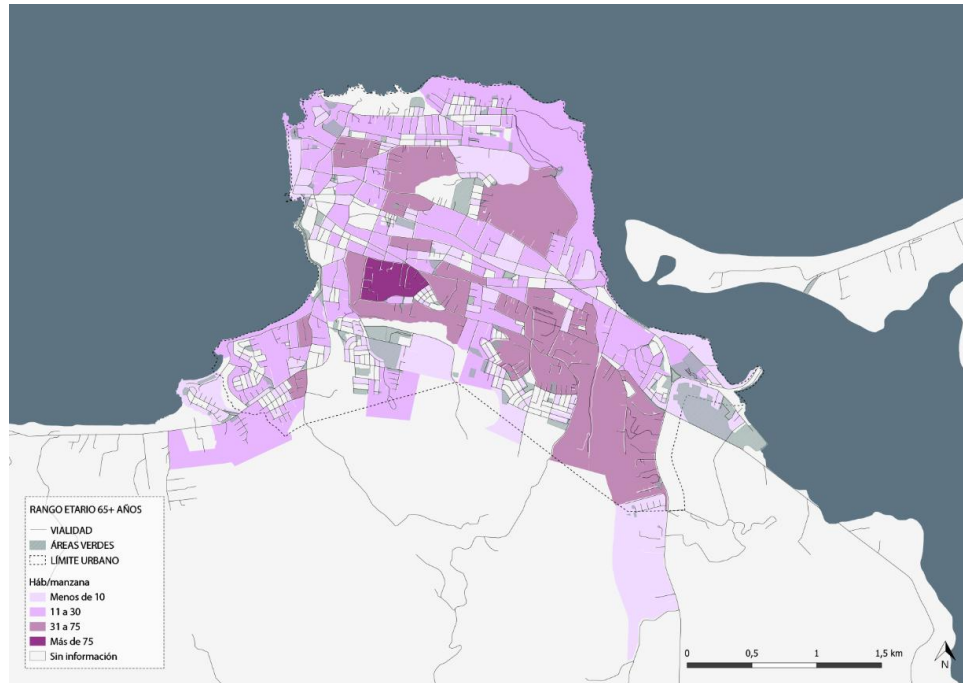 RANGO ETARIO 65+ AÑOS
VIALIDAD
ÁREAS VERDES
LÍMITE URBANO
Háb/manzana
Menos de 10
11 a 30
31 a 75
Más de 75
Sin información
0 0,5 1 1,5 km
N